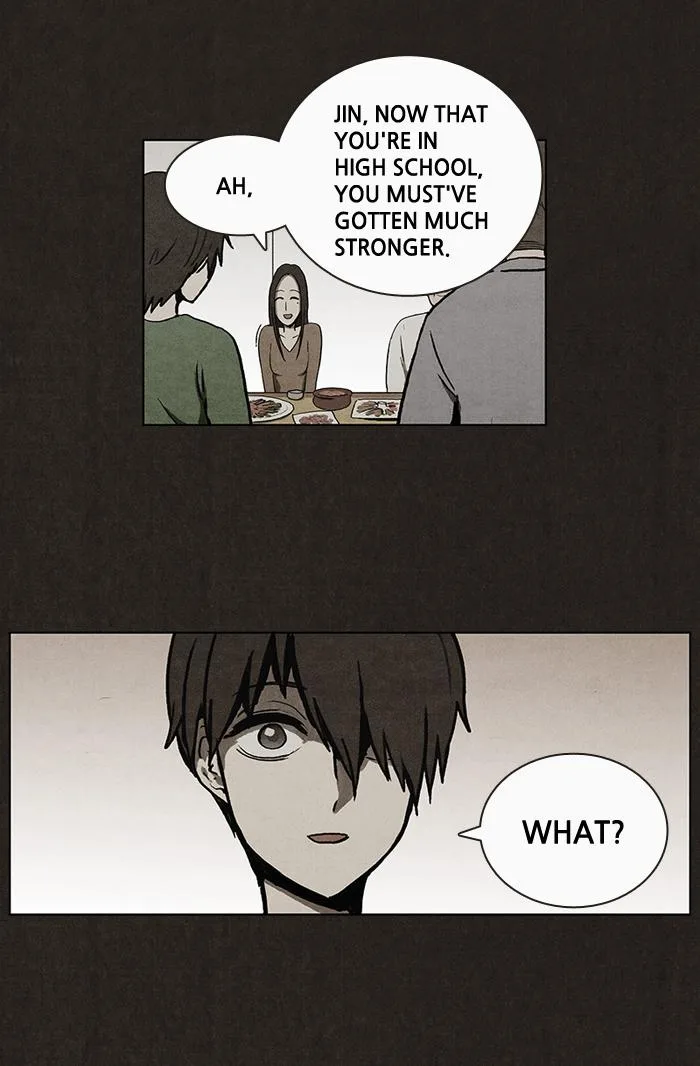 AH,
JIN, NOW THAT
YOU'RE IN
HIGH SCHOOL,
YOU MUST'VE
GOTTEN MUCH
STRONGER.
WHAT?